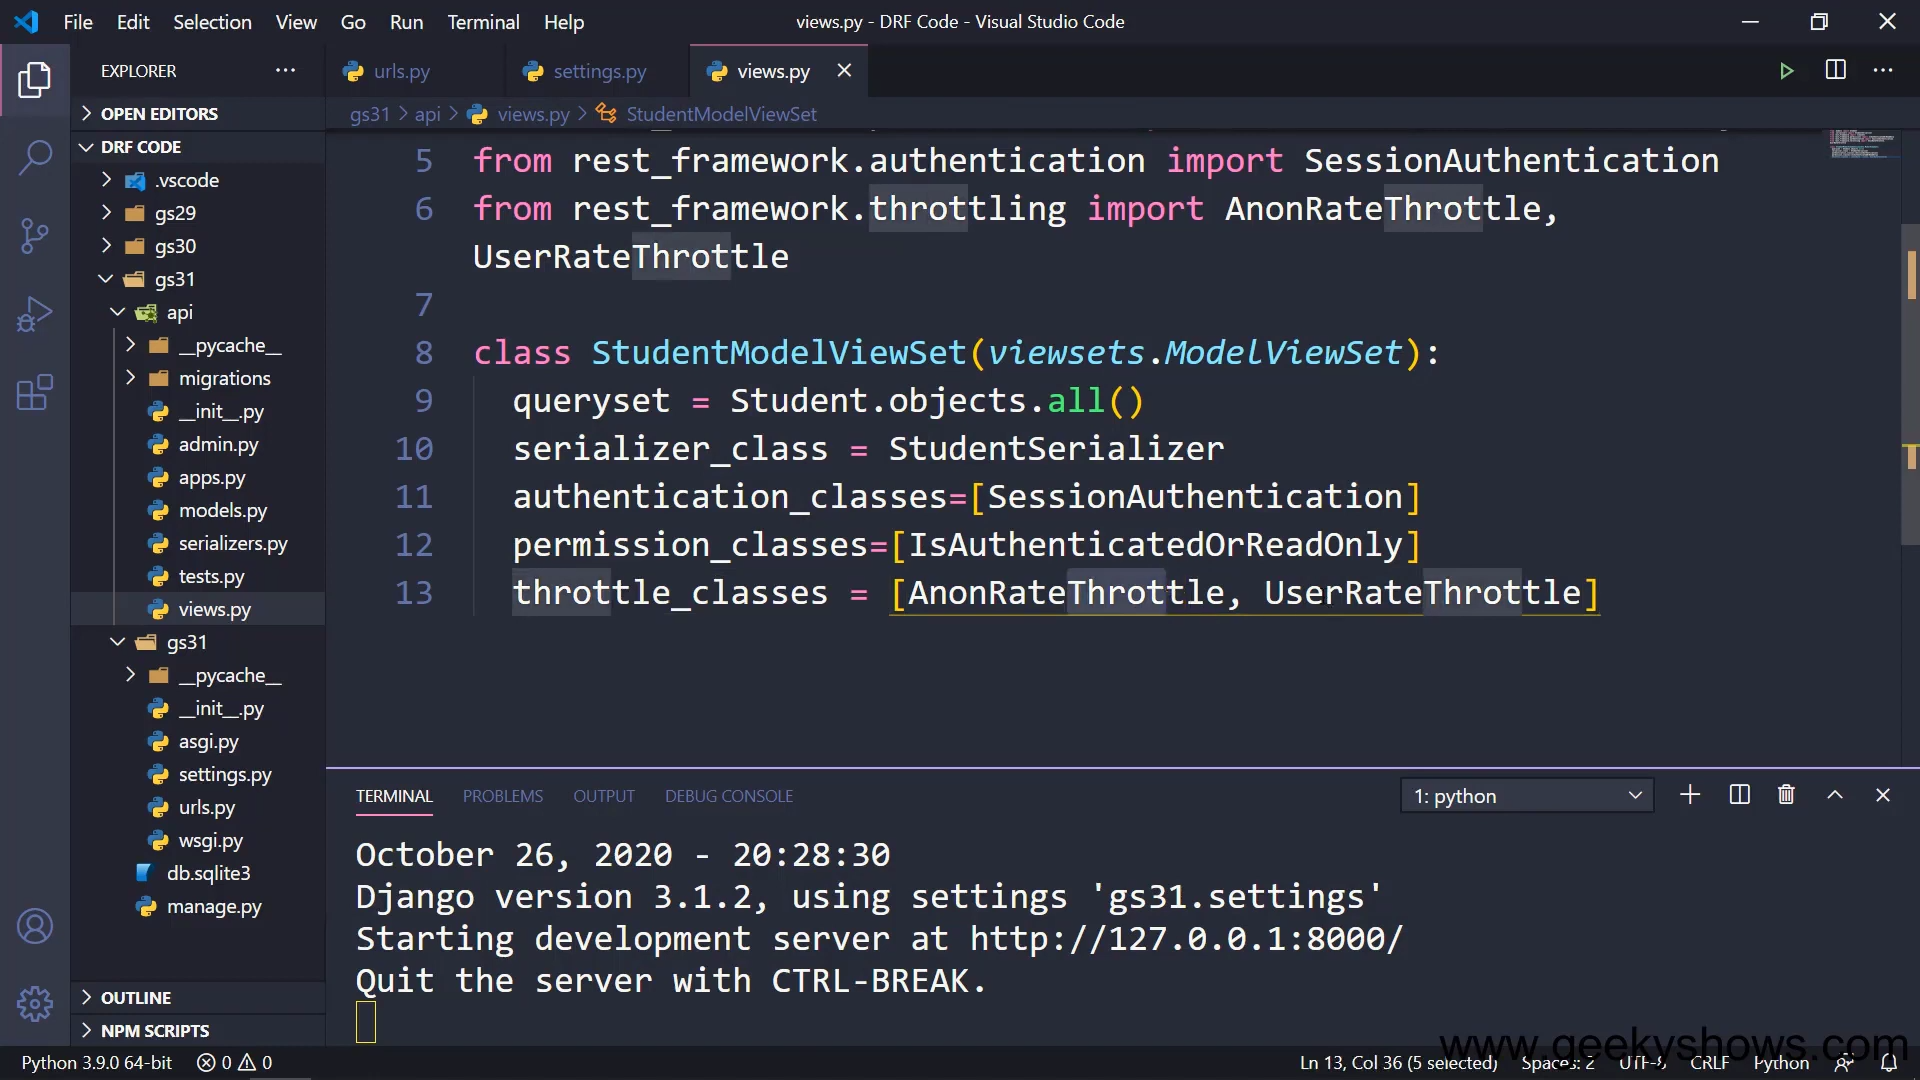 File Edit Selection View Go Run Terminal Help
views.py - DRF Code - Visual Studio Code
EXPLORER
OPEN EDITORS
DRF CODE
.vscode
gs29
gs30
gs31
api
__pycache__
migrations
__init__.py
admin.py
apps.py
models.py
serializers.py
tests.py
views.py
gs31
__pycache__
__init__.py
asgi.py
settings.py
urls.py
wsgi.py
db.sqlite3
manage.py
OUTLINE
NPM SCRIPTS
urls.py settings.py views.py
gs31 > api > views.py > StudentModelViewSet
5 from rest_framework.authentication import SessionAuthentication
6 from rest_framework.throttling import AnonRateThrottle,
UserRateThrottle
7
8 class StudentModelViewSet(viewsets.ModelViewSet):
9 queryset = Student.objects.all()
10 serializer_class = StudentSerializer
11 authentication_classes=[SessionAuthentication]
12 permission_classes=[IsAuthenticatedOrReadOnly]
13 throttle_classes = [AnonRateThrottle, UserRateThrottle]
TERMINAL PROBLEMS OUTPUT DEBUG CONSOLE
1: python
October 26, 2020 - 20:28:30
Django version 3.1.2, using settings 'gs31.settings'
Starting development server at http://127.0.0.1:8000/
Quit the server with CTRL-BREAK.
www.geekyshows.com
Python 3.9.0 64-bit 0 0
Ln 13, Col 36 (5 selected) Spaces: 2 UTF-8 CRLF Python